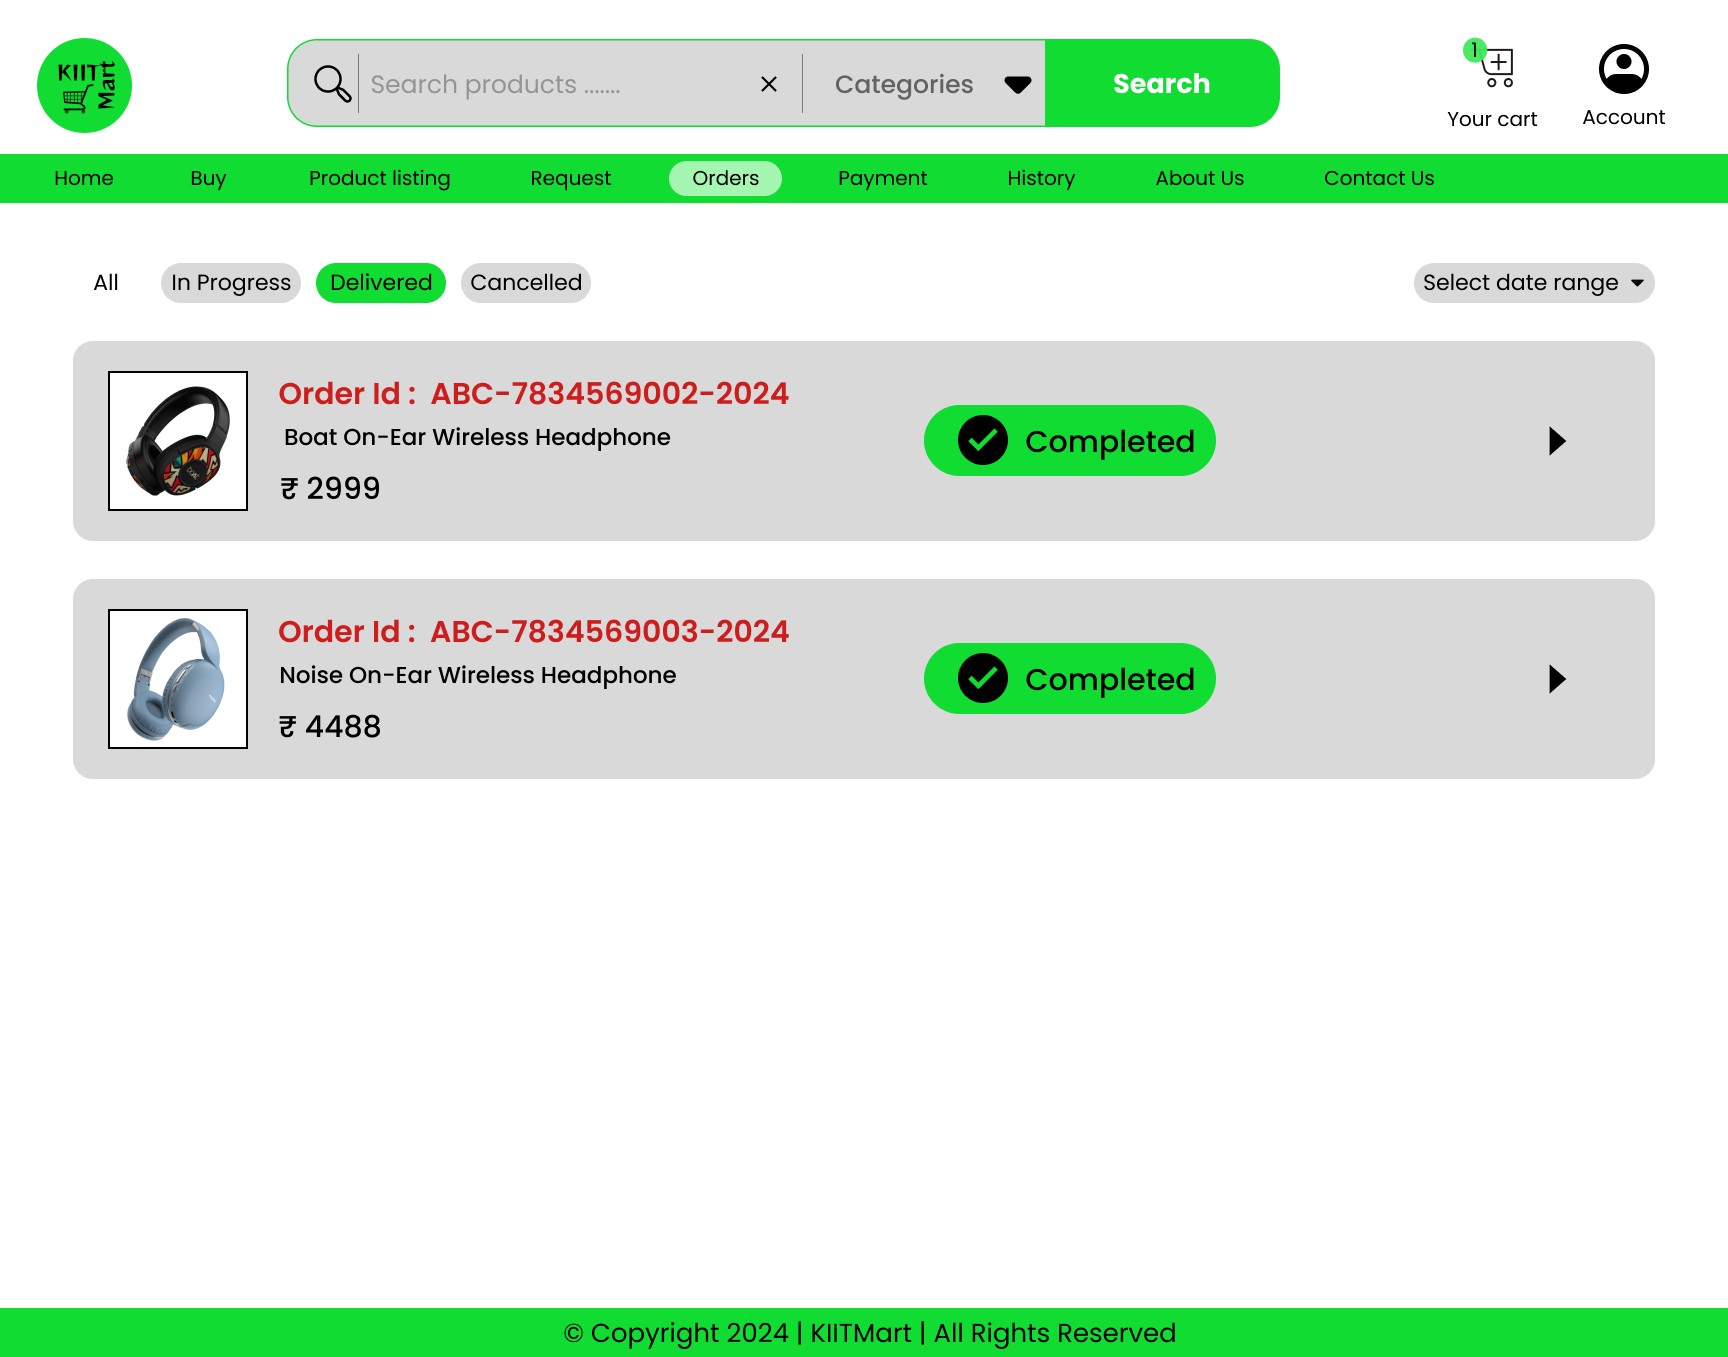 KIIT
Mart
Search products .......
Categories
Search
1
Your cart
Account
Home
Buy
Product listing
Request
Orders
Payment
History
About Us
Contact Us
All
In Progress
Delivered
Cancelled
Select date range
Order Id : ABC-7834569002-2024
Boat On-Ear Wireless Headphone
₹ 2999
Completed
boAt
Order Id : ABC-7834569003-2024
Noise On-Ear Wireless Headphone
₹ 4488
Completed
© Copyright 2024 | KIITMart | All Rights Reserved